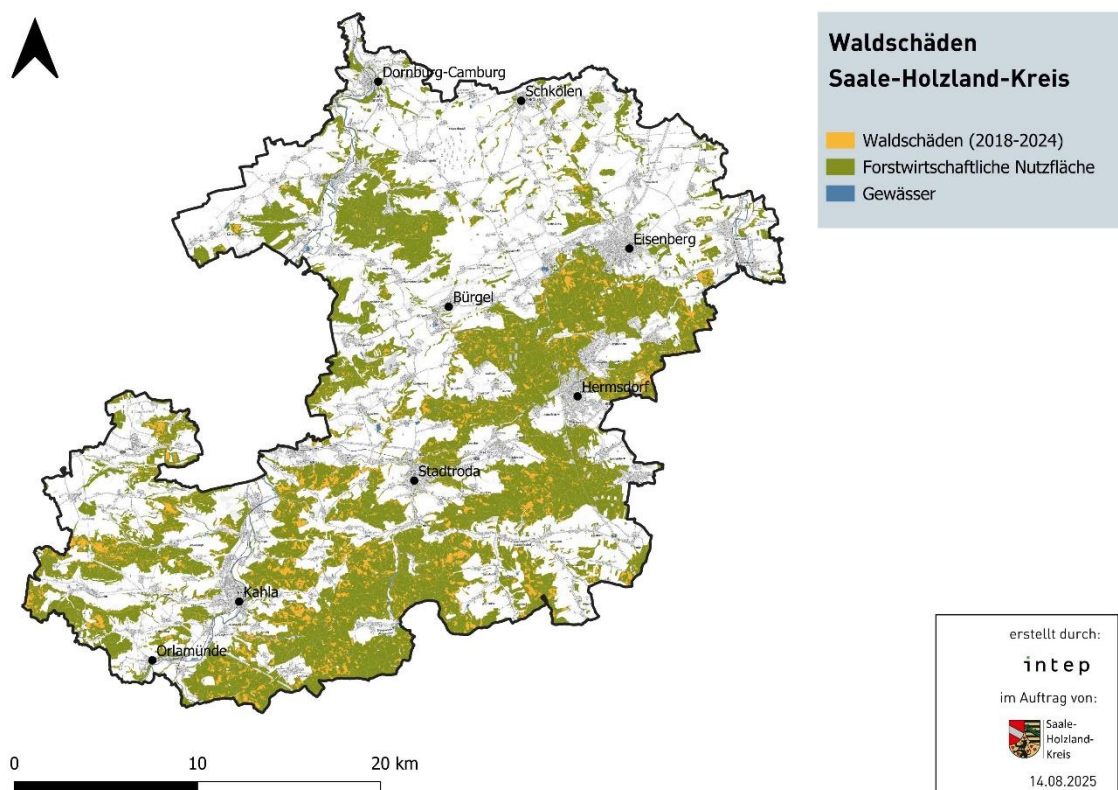 Waldschäden
Saale-Holzland-Kreis
Waldschäden (2018-2024)
Forstwirtschaftliche Nutzfläche
Gewässer
Dornburg-Camburg
Schkölen
Eisenberg
Bürgel
Hermsdorf
Stadtroda
Kahla
Orlamünde
0 10 20 km
erstellt durch:
intep
im Auftrag von:
Saale-
Holzland-
Kreis
14.08.2025